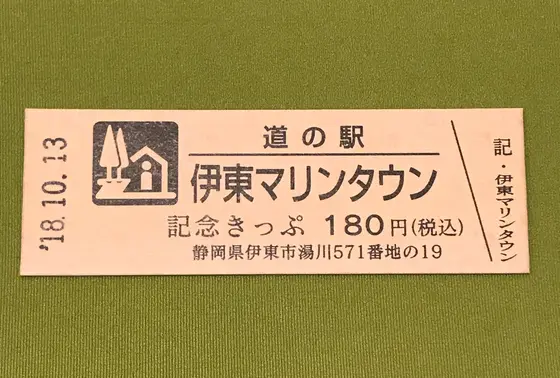 '18.10.13
道の駅
伊東マリンタウン
記念きっぷ 180円(税込)
静岡県伊東市湯川571番地の19
記・伊東マリンタウン